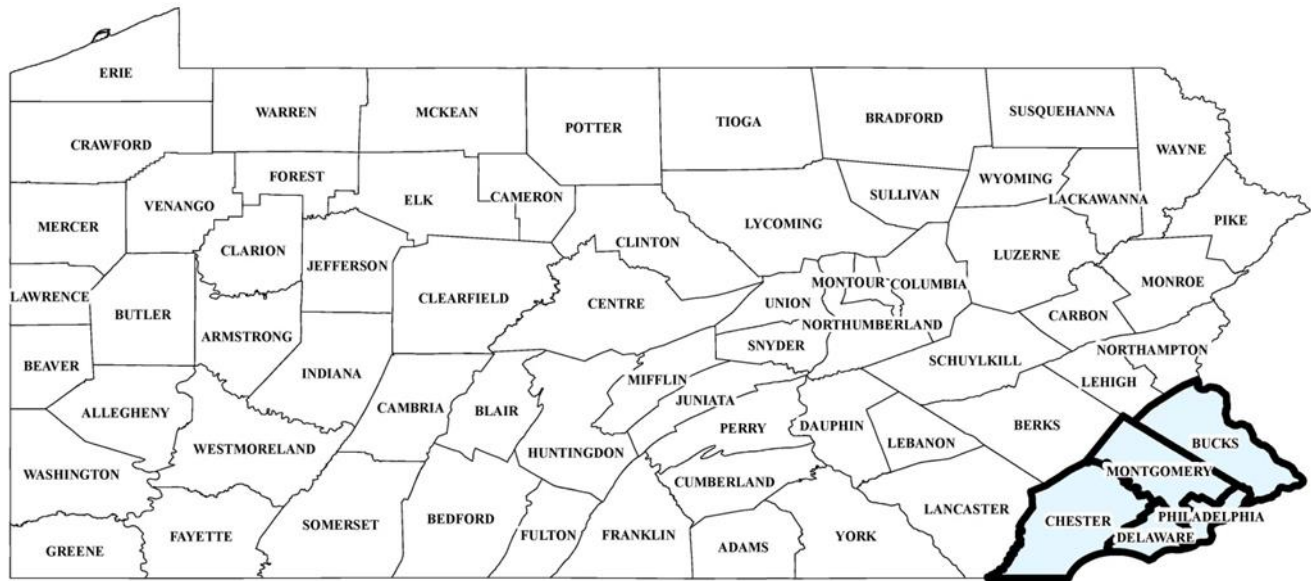 ERIE
WARREN
MCKEAN
POTTER
TIOGA
BRADFORD
SUSQUEHANNA
CRAWFORD
WAYNE
FOREST
WYOMING
VENANGO
ELK
CAMERON
SULLIVAN
LACKAWANNA
MERCER
LYCOMING
PIKE
CLARION
CLINTON
JEFFERSON
LUZERNE
LAWRENCE
CLEARFIELD
CENTRE
UNION
MONTOUR
COLUMBIA
MONROE
BUTLER
ARMSTRONG
NORTHUMBERLAND
CARBON
SNYDER
SCHUYLKILL
NORTHAMPTON
BEAVER
INDIANA
MIFFLIN
LEHIGH
ALLEGHENY
CAMBRIA
BLAIR
JUNIATA
PERRY
DAUPHIN
BERKS
WESTMORELAND
HUNTINGDON
LEBANON
BUCKS
WASHINGTON
CUMBERLAND
MONTGOMERY
LANCASTER
CHESTER
PHILADELPHIA
SOMERSET
BEDFORD
FULTON
FRANKLIN
ADAMS
YORK
DELAWARE
GREENE
FAYETTE